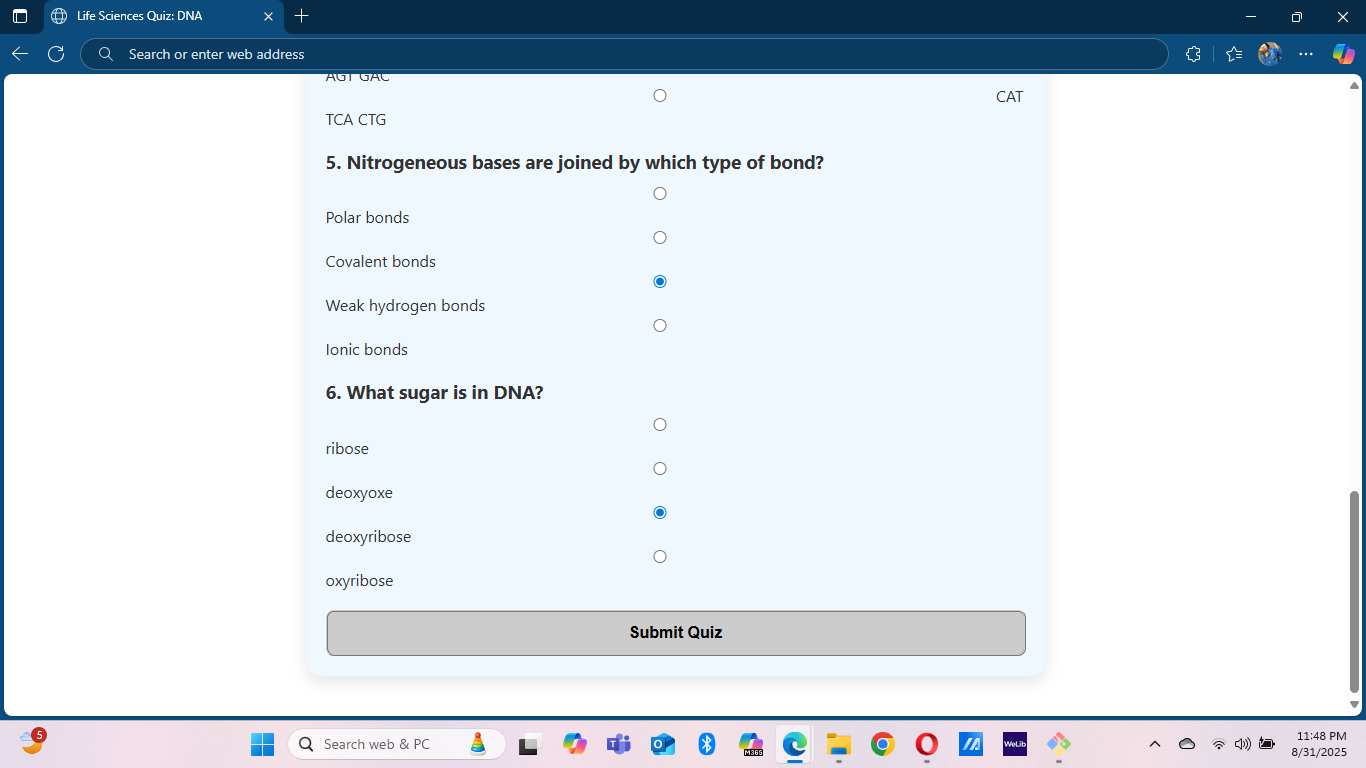 Life Sciences Quiz: DNA
Search or enter web address
AGT GAC
CAT
TCA CTG
5. Nitrogeneous bases are joined by which type of bond?
Polar bonds
Covalent bonds
Weak hydrogen bonds
Ionic bonds
6. What sugar is in DNA?
ribose
deoxyoxe
deoxyribose
oxyribose
Submit Quiz
5
Search web & PC
M365
WeLib
11:48 PM
8/31/2025